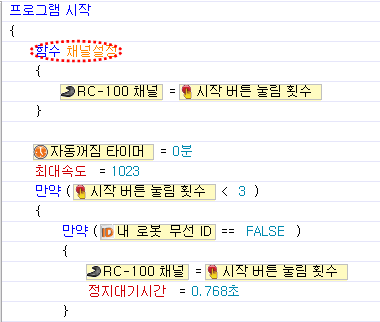 프로그램 시작
{
함수 채널설정
{
RC-100 채널 = 시작 버튼 눌림 횟수
}
자동꺼짐 타이머 = 0분
최대속도 = 1023
만약 ( 시작 버튼 눌림 횟수 < 3 )
{
만약 ( ID 내 로봇 무선 ID == FALSE )
{
RC-100 채널 = 시작 버튼 눌림 횟수
정지대기시간 = 0.768초
}